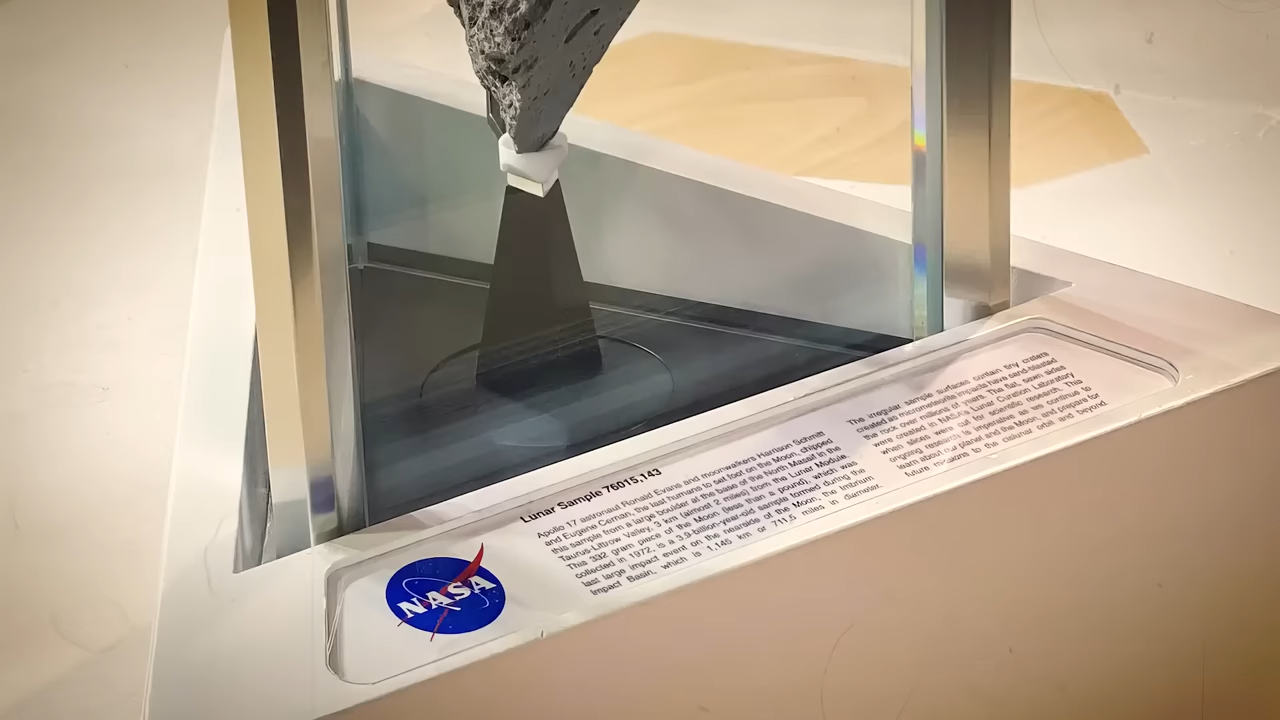 NASA
Lunar Sample 76015,143
Apollo 17 astronaut Ronald Evans and moonwalkers Harrison Schmitt
and Eugene Cernan, the last humans to set foot on the Moon, chipped
this sample from a large boulder at the base of the North Massif in the
Taurus-Littrow Valley, 3 km (almost 2 miles) from the Lunar Module.
This 332 gram piece of the Moon (less than a pound), which was
collected in 1972, is a 3.9-billion-year-old sample formed during the
last large impact event on the nearside of the Moon, the Imbrium
Impact Basin, which is 1,145 km or 711.5 miles in diameter.
The irregular sample surfaces contain tiny craters
created as micrometeorite impacts have sand-blasted
the rock over millions of years. The flat, sawn sides
were created in NASA's Lunar Curation Laboratory
when slices were cut for scientific research. This
ongoing research is imperative as we continue to
learn about our planet and the Moon, and prepare for
future missions to the cislunar orbit and beyond.